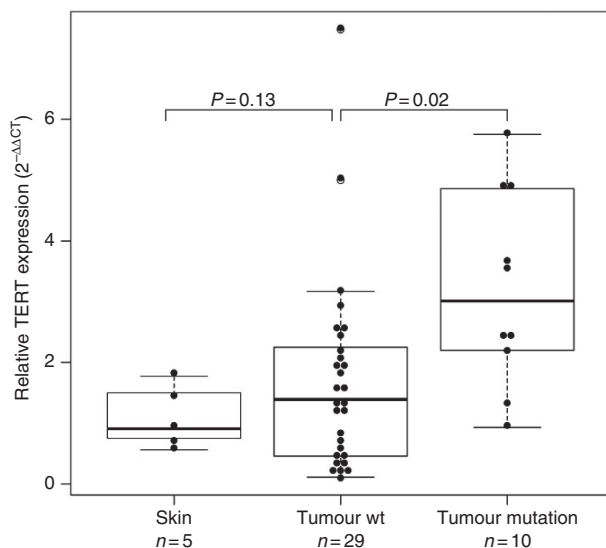 6
4
2
0
Relative TERT expression (2^−ΔΔCT)
P = 0.13
P = 0.02
Skin
n = 5
Tumour wt
n = 29
Tumour mutation
n = 10